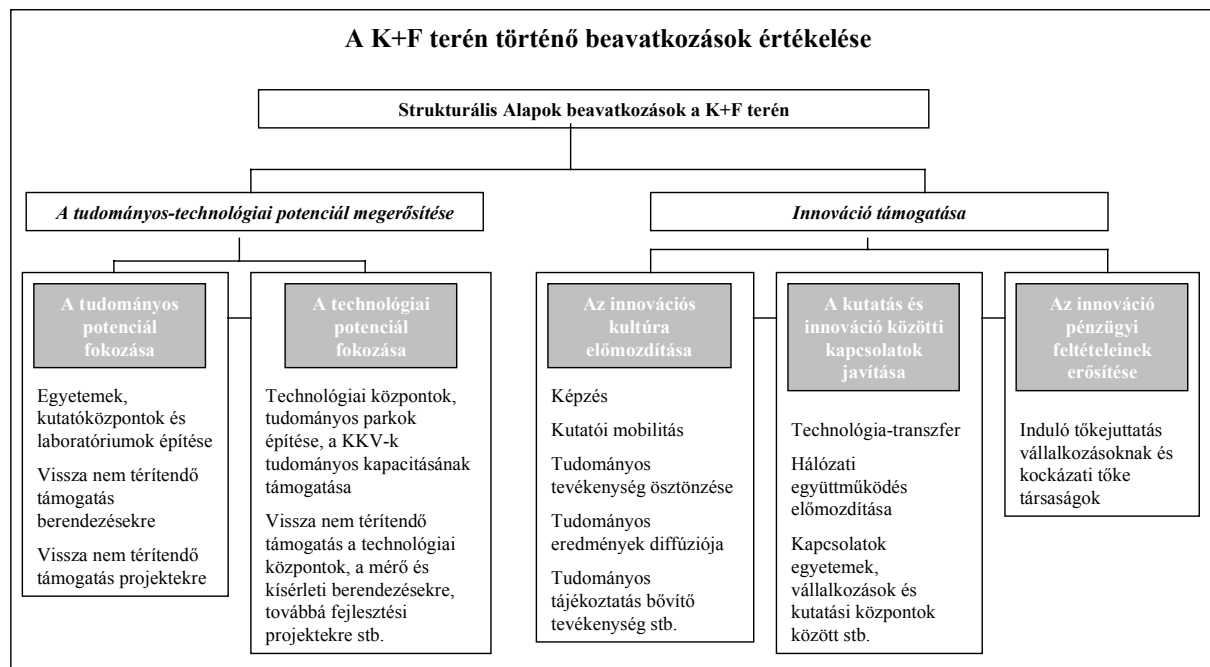 A K+F terén történő beavatkozások értékelése
Strukturális Alapok beavatkozások a K+F terén
A tudományos-technológiai potenciál megerősítése
Innováció támogatása
A tudományos
potenciál
fokozása
Egyetemek,
kutatóközpontok és
laboratóriumok építése
Vissza nem térítendő
támogatás
berendezésekre
Vissza nem térítendő
támogatás projektekre
A technológiai
potenciál
fokozása
Technológiai központok,
tudományos parkok
építése, a KKV-k
tudományos kapacitásának
támogatása
Vissza nem térítendő
támogatás a technológiai
központok, a mérő és
kísérleti berendezésekre,
továbbá fejlesztési
projektekre stb.
Az innovációs
kultúra
előmozdítása
Képzés
Kutatói mobilitás
Tudományos
tevékenység ösztönzése
Tudományos
eredmények diffúziója
Tudományos
tájékoztatás bővítő
tevékenység stb.
A kutatás és
innováció közötti
kapcsolatok
javítása
Technológia-transzfer
Hálózati
együttműködés
előmozdítása
Kapcsolatok
egyetemek,
vállalkozások és
kutatási központok
között stb.
Az innováció
pénzügyi
feltételeinek
erősítése
Induló tőkejuttatás
vállalkozásoknak és
kockázati tőke
társaságok